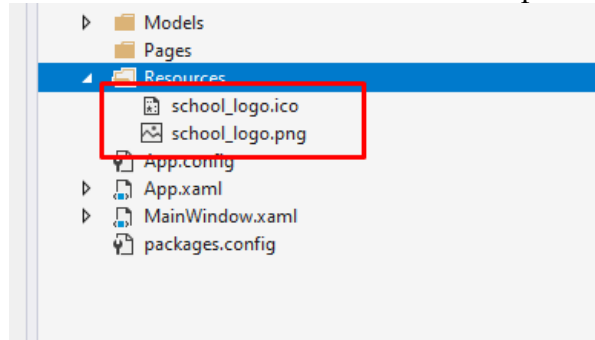 Models
Pages
Resources
school_logo.ico
school_logo.png
App.config
App.xaml
MainWindow.xaml
packages.config